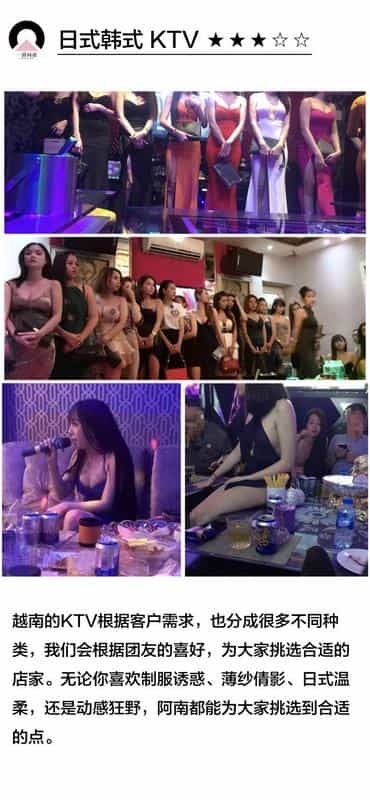 日式韩式 KTV ★★★☆☆
越南的KTV根据客户需求，也分成很多不同种
类，我们会根据团友的喜好，为大家挑选合适的
店家。无论你喜欢制服诱惑、薄纱倩影、日式温
柔，还是动感狂野，阿南都能为大家挑选到合适
的点。